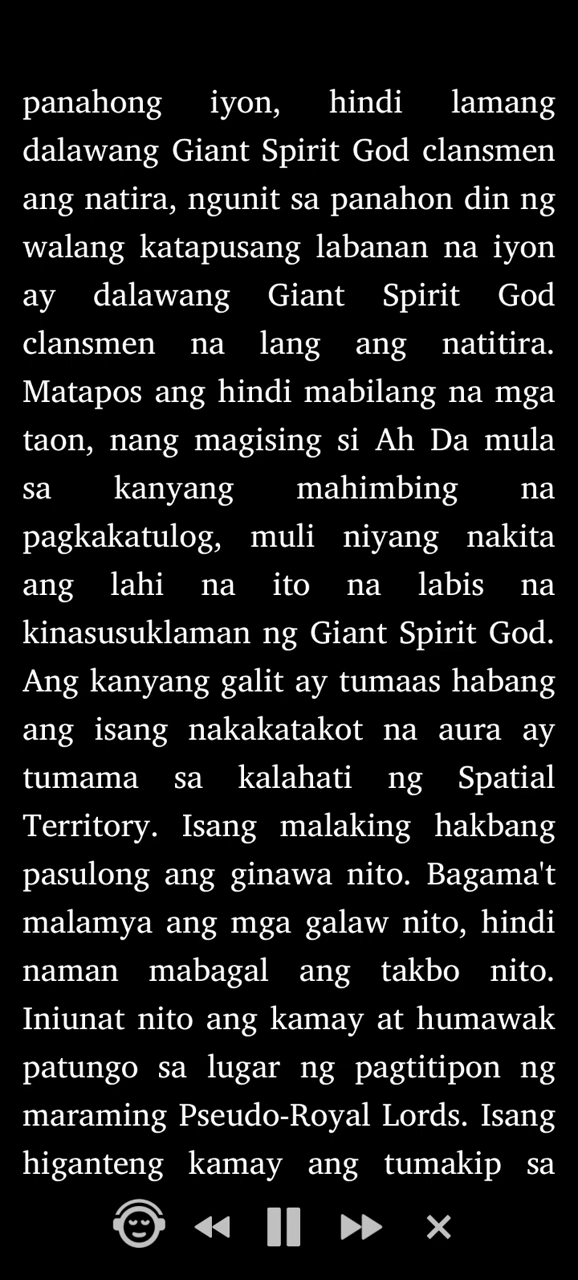 panahong iyon, hindi lamang
dalawang Giant Spirit God clansmen
ang natira, ngunit sa panahon din ng
walang katapusang labanan na iyon
ay dalawang Giant Spirit God
clansmen na lang ang natitira.
Matapos ang hindi mabilang na mga
taon, nang magising si Ah Da mula
sa kanyang mahimbing na
pagkakatulog, muli niyang nakita
ang lahi na ito na labis na
kinasusuklaman ng Giant Spirit God.
Ang kanyang galit ay tumaas habang
ang isang nakakatakot na aura ay
tumama sa kalahati ng Spatial
Territory. Isang malaking hakbang
pasulong ang ginawa nito. Bagama't
malamya ang mga galaw nito, hindi
naman mabagal ang takbo nito.
Iniunat nito ang kamay at humawak
patungo sa lugar ng pagtitipon ng
maraming Pseudo-Royal Lords. Isang
higanteng kamay ang tumakip sa